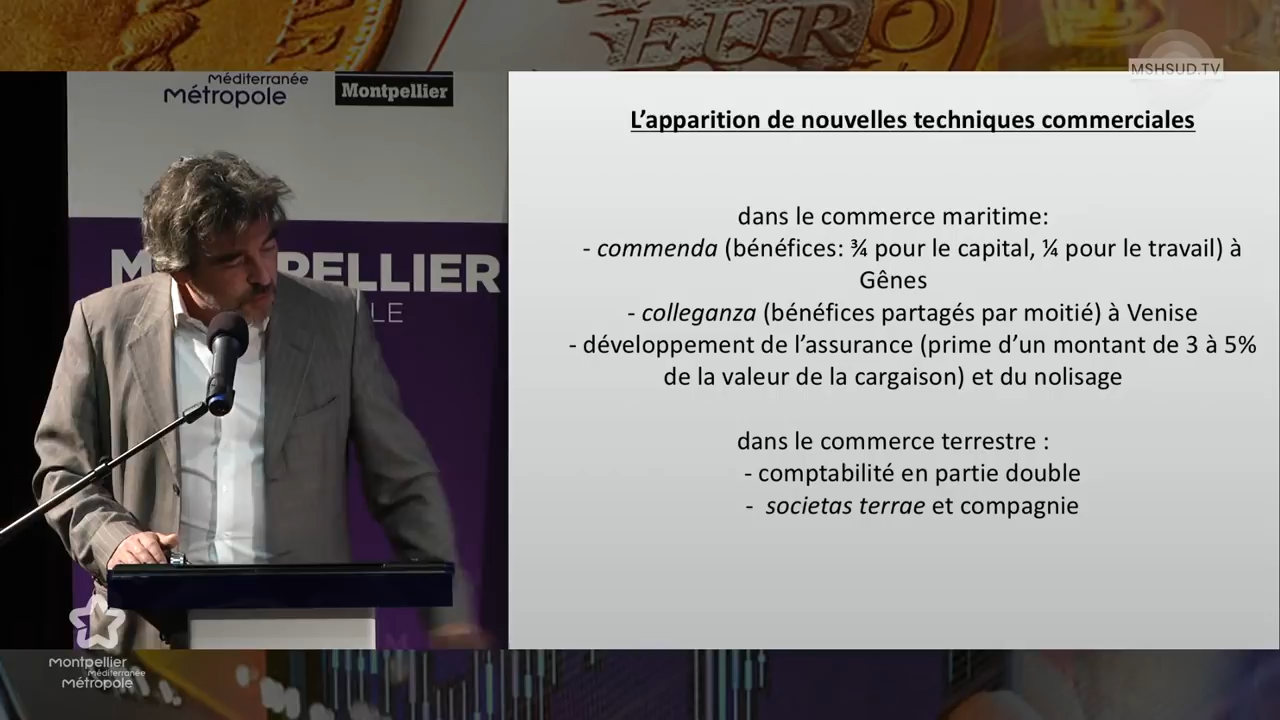 EURO
MSHSUD.TV
méditerranée
métropole
Montpellier
L’apparition de nouvelles techniques commerciales
dans le commerce maritime:
- commenda (bénéfices: ¾ pour le capital, ¼ pour le travail) à
Gênes
- colleganza (bénéfices partagés par moitié) à Venise
- développement de l’assurance (prime d’un montant de 3 à 5%
de la valeur de la cargaison) et du nolisage
dans le commerce terrestre :
- comptabilité en partie double
- societas terrae et compagnie
montpellier
méditerranée
métropole